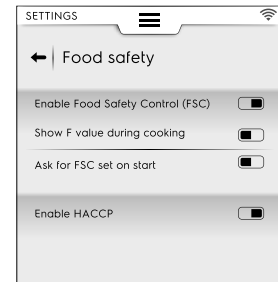 SETTINGS
Food safety
Enable Food Safety Control (FSC)
Show F value during cooking
Ask for FSC set on start
Enable HACCP